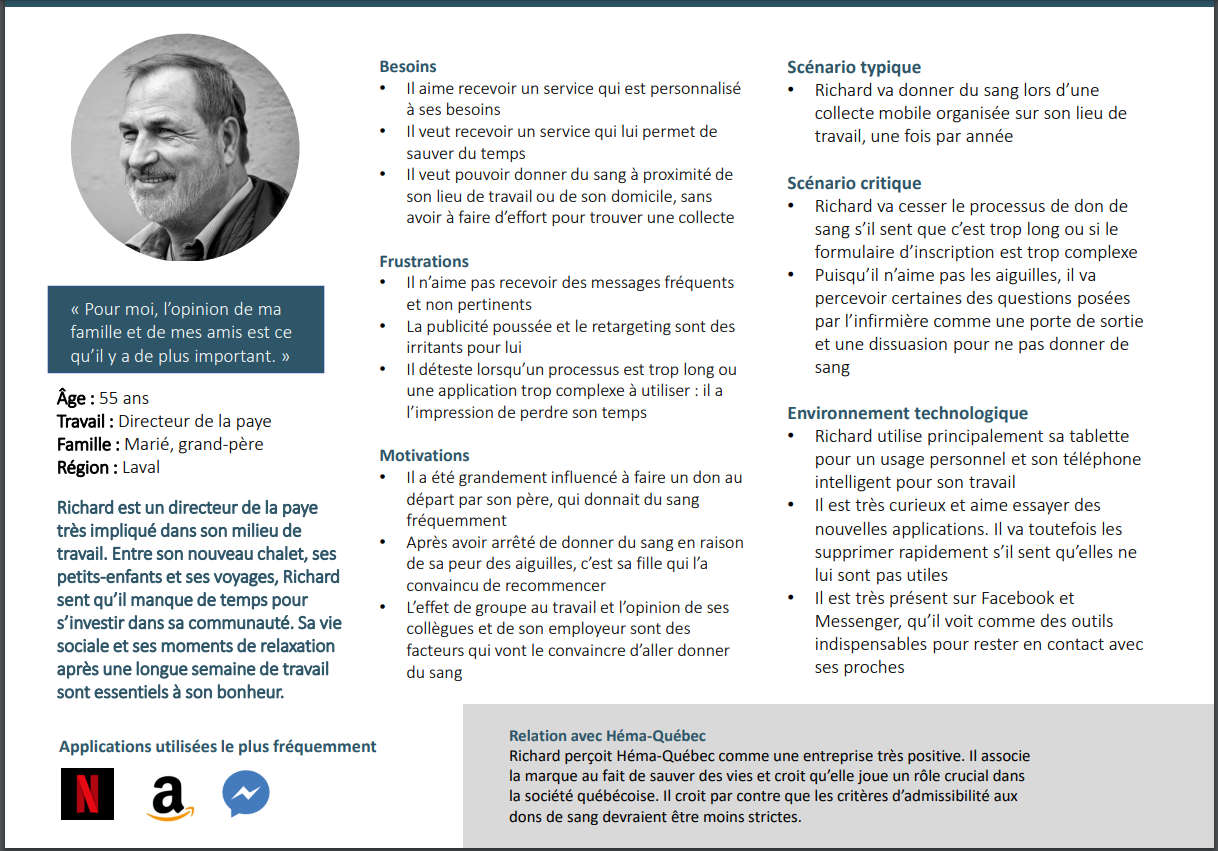 « Pour moi, l’opinion de ma
famille et de mes amis est ce
qu’il y a de plus important. »
Âge : 55 ans
Travail : Directeur de la paye
Famille : Marié, grand-père
Région : Laval
Richard est un directeur de la paye
très impliqué dans son milieu de
travail. Entre son nouveau chalet, ses
petits-enfants et ses voyages, Richard
sent qu’il manque de temps pour
s’investir dans sa communauté. Sa vie
sociale et ses moments de relaxation
après une longue semaine de travail
sont essentiels à son bonheur.
Applications utilisées le plus fréquemment
N
a
Besoins
• Il aime recevoir un service qui est personnalisé
à ses besoins
• Il veut recevoir un service qui lui permet de
sauver du temps
• Il veut pouvoir donner du sang à proximité de
son lieu de travail ou de son domicile, sans
avoir à faire d’effort pour trouver une collecte
Frustrations
• Il n’aime pas recevoir des messages fréquents
et non pertinents
• La publicité poussée et le retargeting sont des
irritants pour lui
• Il déteste lorsqu’un processus est trop long ou
une application trop complexe à utiliser : il a
l’impression de perdre son temps
Motivations
• Il a été grandement influencé à faire un don au
départ par son père, qui donnait du sang
fréquemment
• Après avoir arrêté de donner du sang en raison
de sa peur des aiguilles, c’est sa fille qui l’a
convaincu de recommencer
• L’effet de groupe au travail et l’opinion de ses
collègues et de son employeur sont des
facteurs qui vont le convaincre d’aller donner
du sang
Scénario typique
• Richard va donner du sang lors d’une
collecte mobile organisée sur son lieu de
travail, une fois par année
Scénario critique
• Richard va cesser le processus de don de
sang s’il sent que c’est trop long ou si le
formulaire d’inscription est trop complexe
• Puisqu’il n’aime pas les aiguilles, il va
percevoir certaines des questions posées
par l’infirmière comme une porte de sortie
et une dissuasion pour ne pas donner de
sang
Environnement technologique
• Richard utilise principalement sa tablette
pour un usage personnel et son téléphone
intelligent pour son travail
• Il est très curieux et aime essayer des
nouvelles applications. Il va toutefois les
supprimer rapidement s’il sent qu’elles ne
lui sont pas utiles
• Il est très présent sur Facebook et
Messenger, qu’il voit comme des outils
indispensables pour rester en contact avec
ses proches
Relation avec Héma-Québec
Richard perçoit Héma-Québec comme une entreprise très positive. Il associe
la marque au fait de sauver des vies et croit qu’elle joue un rôle crucial dans
la société québécoise. Il croit par contre que les critères d’admissibilité aux
dons de sang devraient être moins strictes.